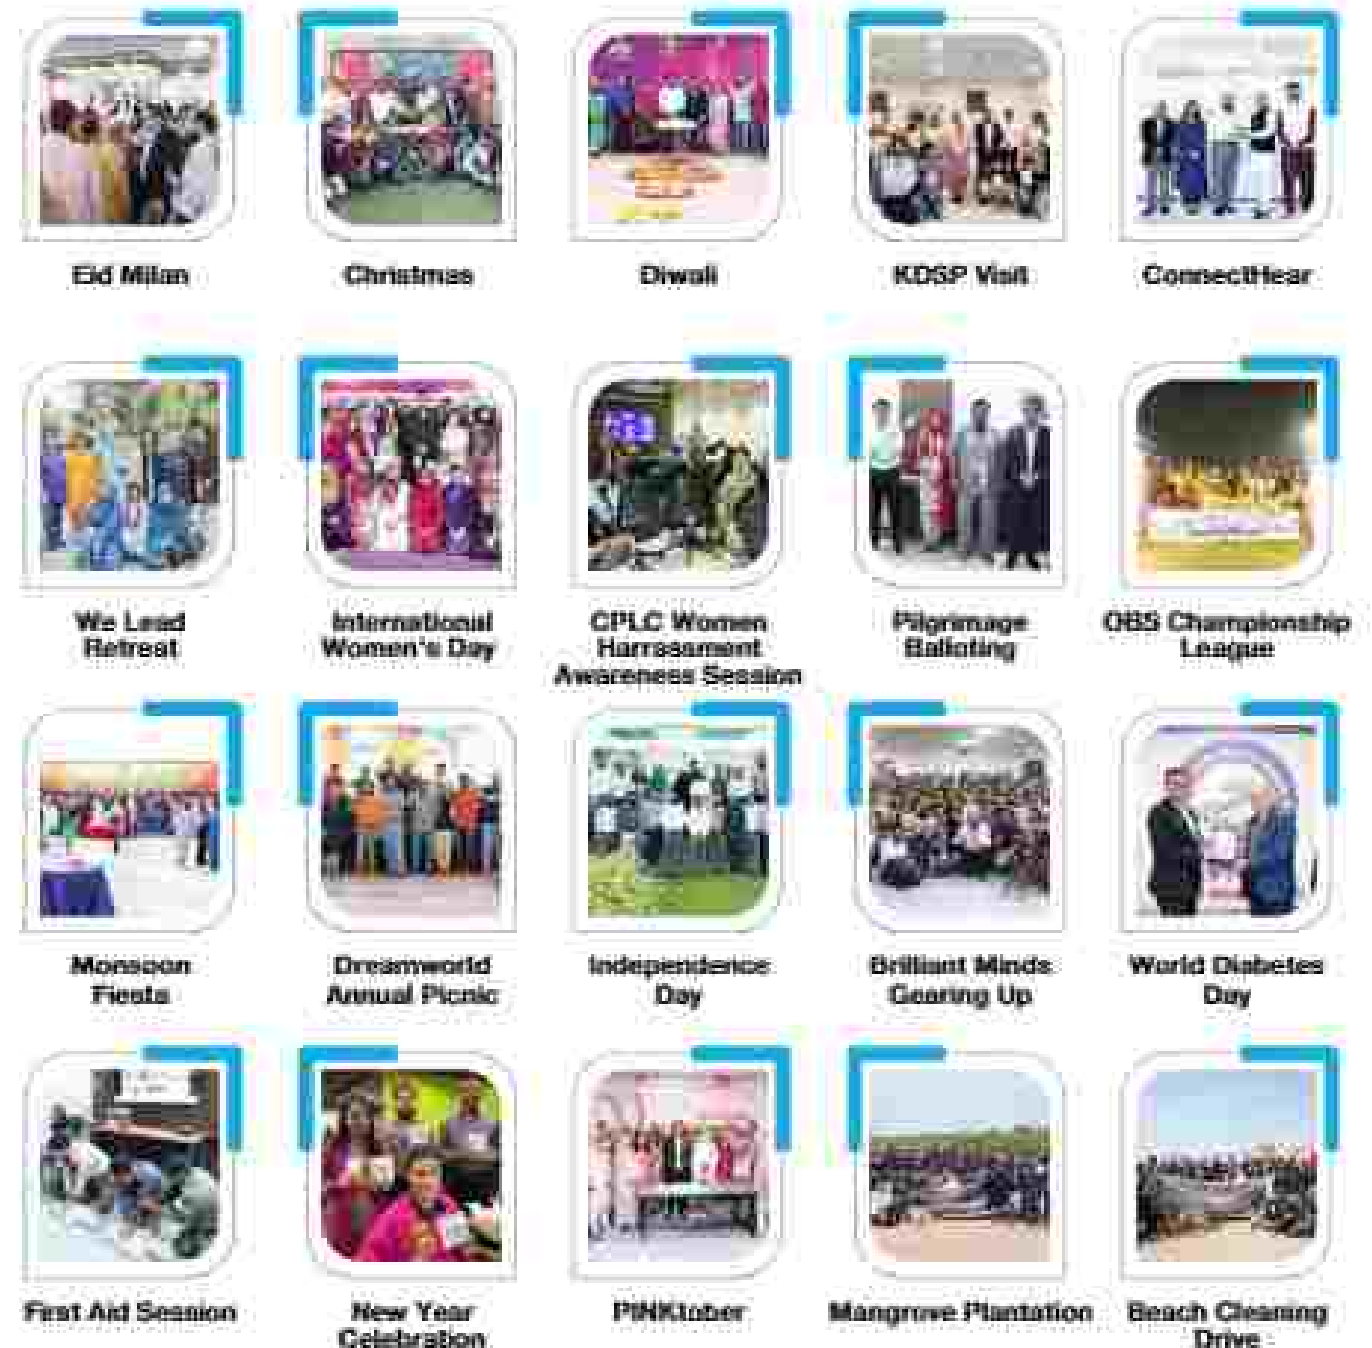 Eid Milan
Christmas
Diwali
KDSP Visit
ConnectHear
We Lead
Retreat
International
Women's Day
CPLC Women
Harrassment
Awareness Session
Pilgrimage
Balloting
OBS Championship
League
Monsoon
Fiesta
Dreamworld
Annual Picnic
Independence
Day
Brilliant Minds
Gearing Up
World Diabetes
Day
First Aid Session
New Year
Celebration
PINKtober
Mangrove Plantation
Beach Cleaning
Drive